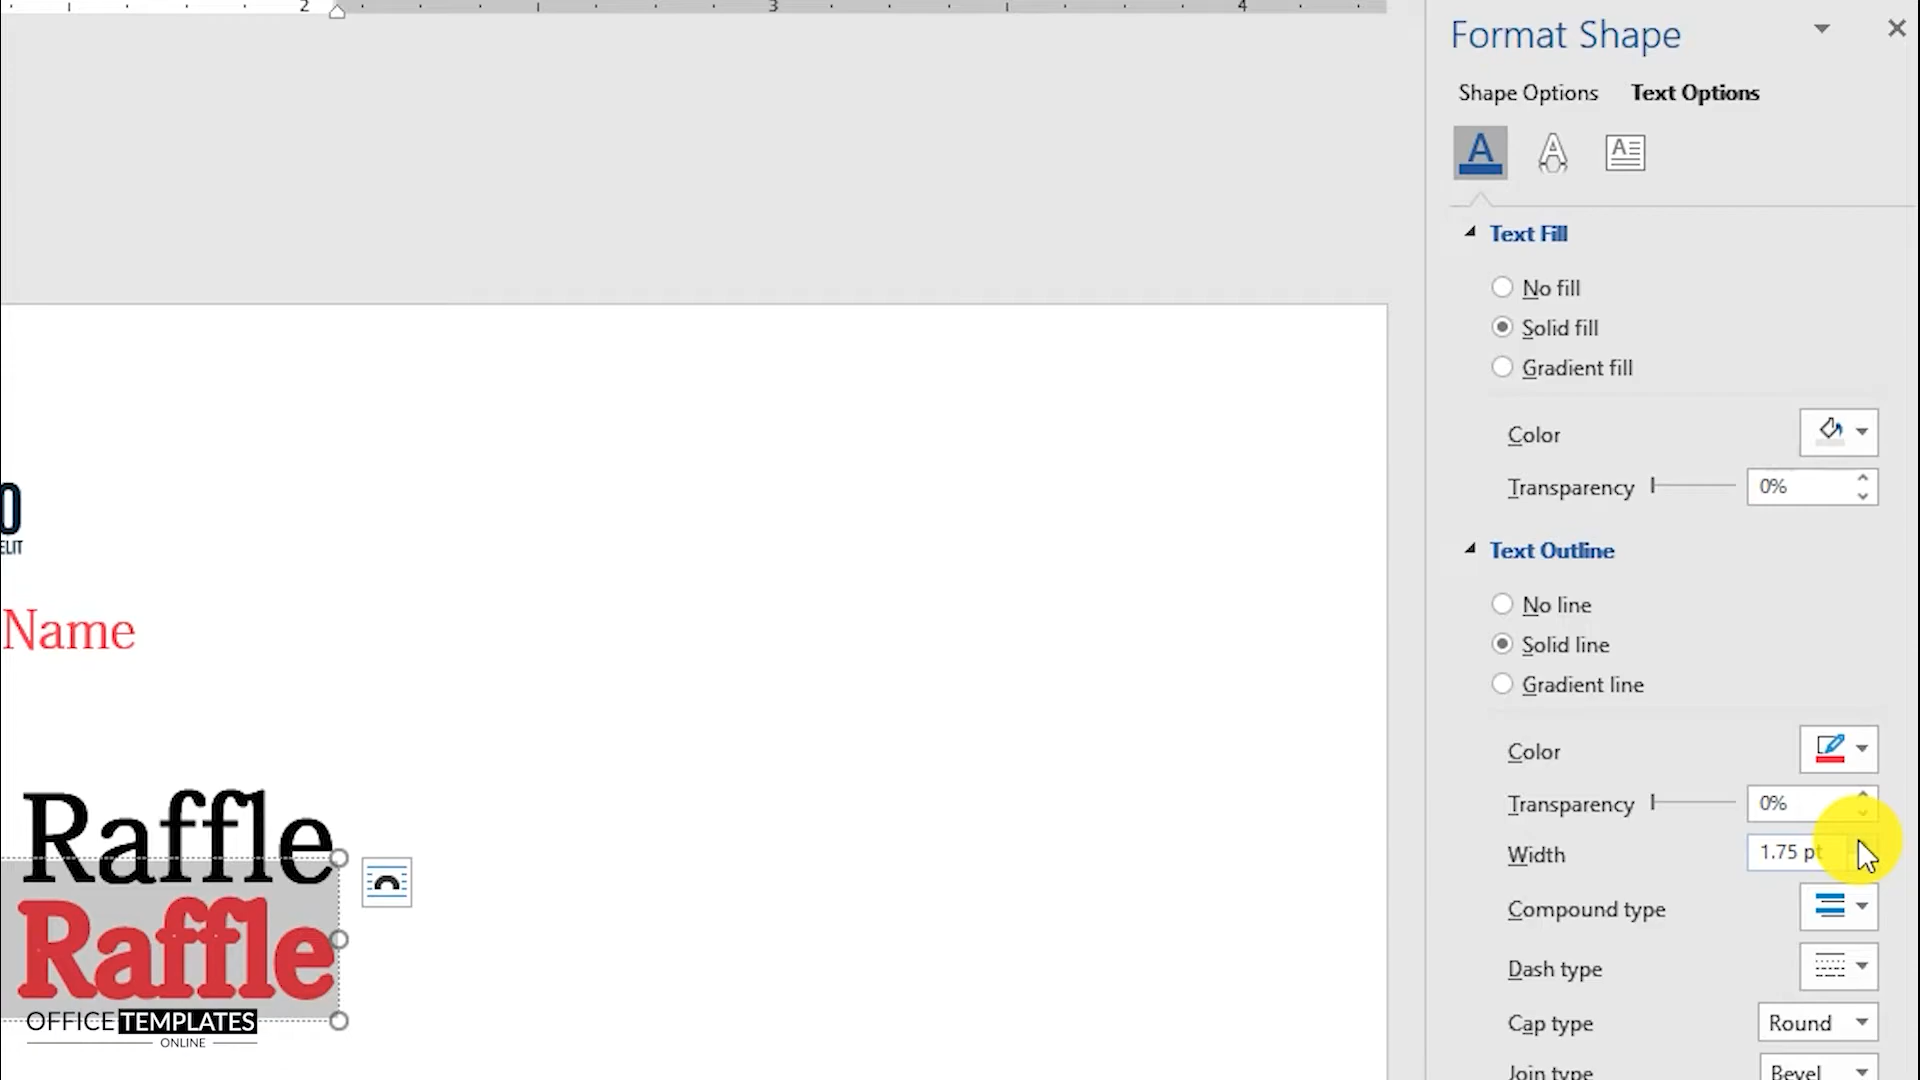 2
3
4
Format Shape
Shape Options Text Options
A A A
Text Fill
No fill
Solid fill
Gradient fill
Color
Transparency 0%
Text Outline
No line
Solid line
Gradient line
Color
Transparency 0%
Width 1.75 pt
Compound type
Dash type
Cap type Round
Join type Bevel
O
ELIT
Name
Raffle
Raffle
OFFICE TEMPLATES
ONLINE